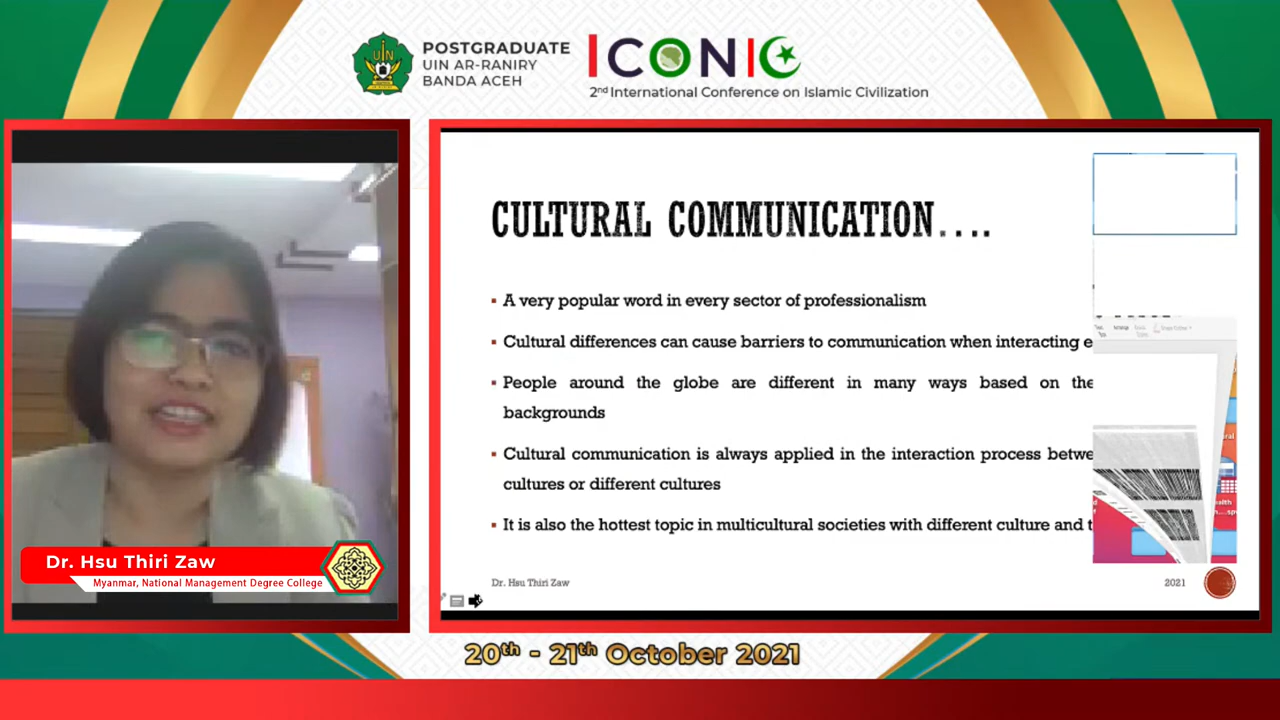 POSTGRADUATE
UIN AR-RANIRY
BANDA ACEH
UIN
ICONIC
2nd International Conference on Islamic Civilization
CULTURAL COMMUNICATION....
▪ A very popular word in every sector of professionalism
▪ Cultural differences can cause barriers to communication when interacting e
▪ People around the globe are different in many ways based on the
backgrounds
▪ Cultural communication is always applied in the interaction process betwe
cultures or different cultures
▪ It is also the hottest topic in multicultural societies with different culture and t
Dr. Hsu Thiri Zaw
2021
Dr. Hsu Thiri Zaw
Myanmar, National Management Degree College
20th - 21th October 2021